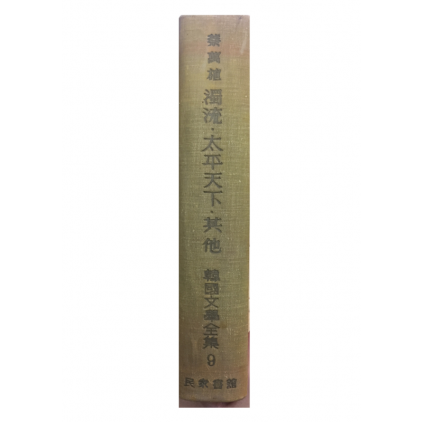 蔡萬植
濁流·太平天下·其他
韓國文學全集 9
民衆書館